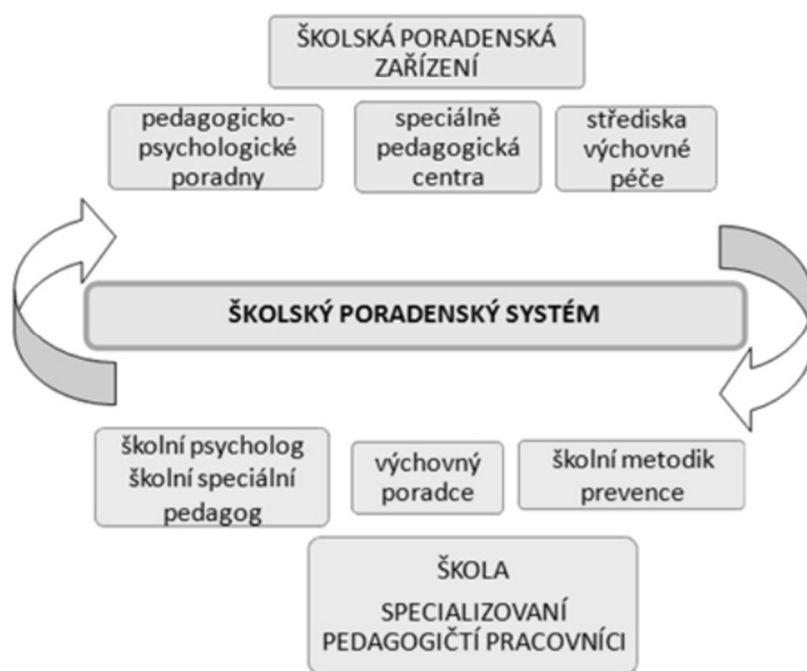 ŠKOLSKÁ PORADENSKÁ
ZAŘÍZENÍ
pedagogicko-
psychologické
poradny
speciálně
pedagogická
centra
střediska
výchovné
péče
ŠKOLSKÝ PORADENSKÝ SYSTÉM
školní psycholog
školní speciální
pedagog
výchovný
poradce
školní metodik
prevence
ŠKOLA
SPECIALIZOVANÍ
PEDAGOGIČTÍ PRACOVNÍCI